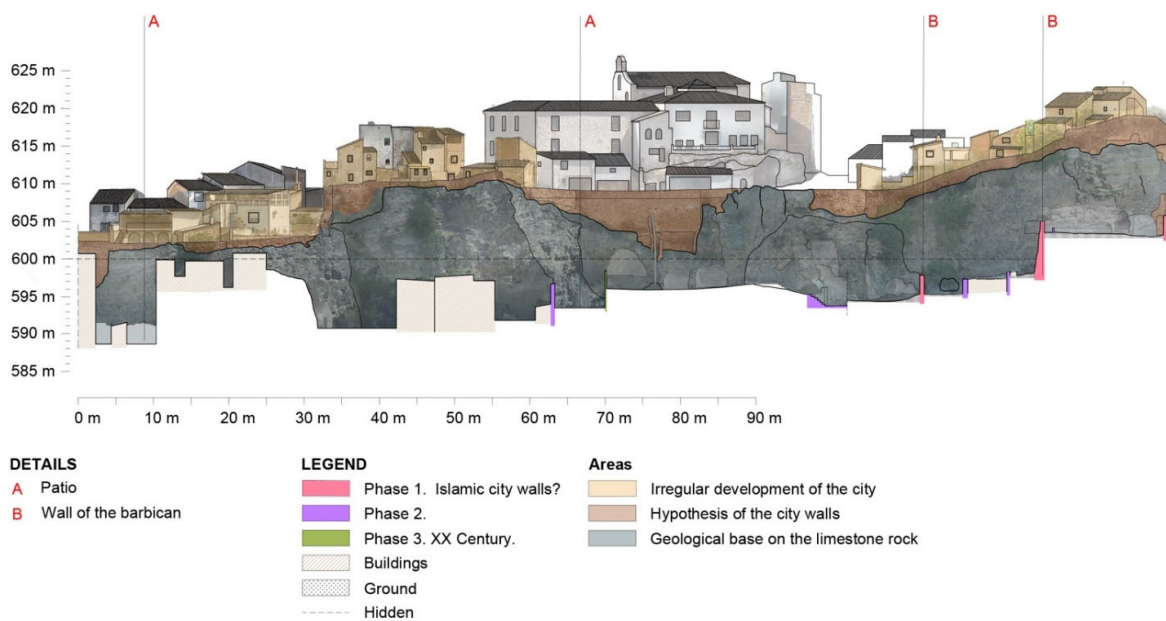 A A B B
625 m
620 m
615 m
610 m
605 m
600 m
595 m
590 m
585 m
0 m 10 m 20 m 30 m 40 m 50 m 60 m 70 m 80 m 90 m
DETAILS
A Patio
B Wall of the barbican
LEGEND
Phase 1. Islamic city walls?
Phase 2.
Phase 3. XX Century.
Buildings
Ground
Hidden
Areas
Irregular development of the city
Hypothesis of the city walls
Geological base on the limestone rock